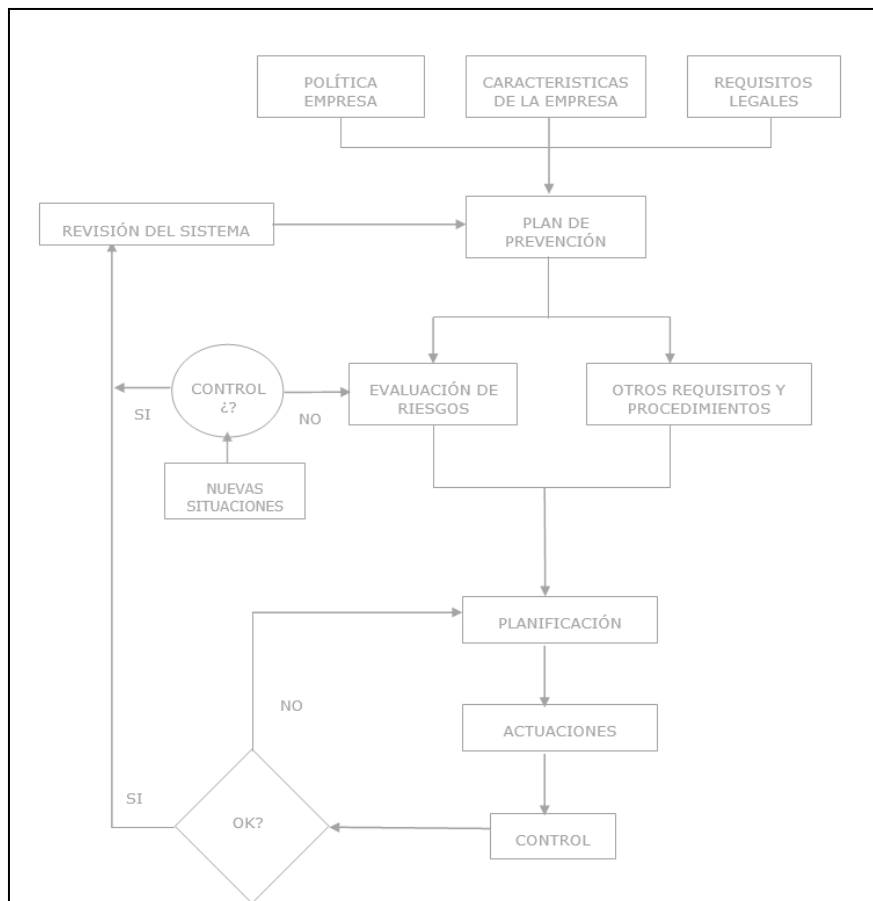 POLÍTICA
EMPRESA
CARACTERISTICAS
DE LA EMPRESA
REQUISITOS
LEGALES
REVISIÓN DEL SISTEMA
PLAN DE
PREVENCIÓN
CONTROL
¿?
SI
NO
EVALUACIÓN DE
RIESGOS
OTROS REQUISITOS Y
PROCEDIMIENTOS
NUEVAS
SITUACIONES
PLANIFICACIÓN
NO
ACTUACIONES
SI
OK?
CONTROL